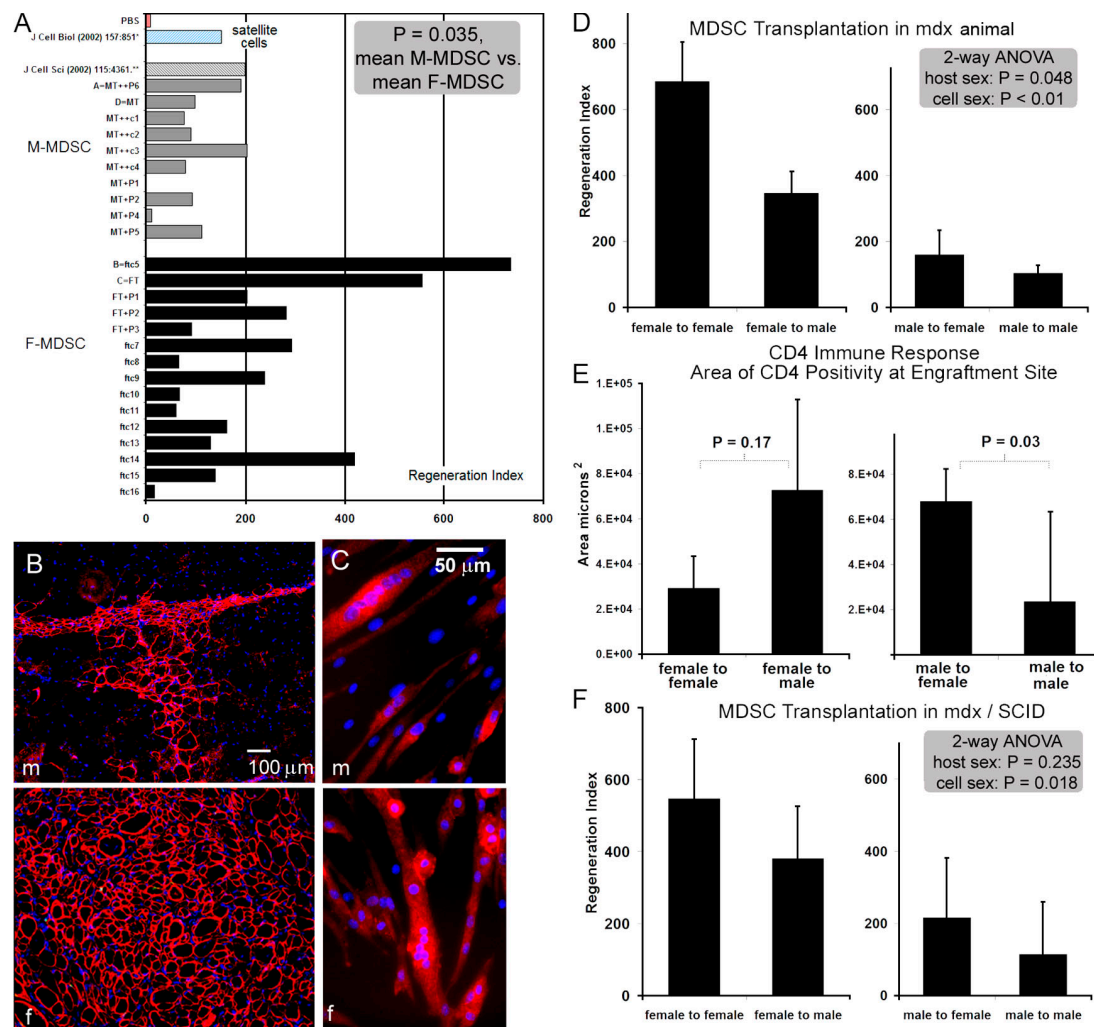 A
PBS
J Cell Biol (2002) 157:851*
satellite
cells
J Cell Sci (2002) 115:4361.**
A=MT++P6
D=MT
MT++c1
MT++c2
MT++c3
MT++c4
MT+P1
MT+P2
MT+P4
MT+P5
M-MDSC
P = 0.035,
mean M-MDSC vs.
mean F-MDSC
B=ftc5
C=FT
FT+P1
FT+P2
FT+P3
ftc7
ftc8
ftc9
ftc10
ftc11
ftc12
ftc13
ftc14
ftc15
ftc16
F-MDSC
Regeneration Index
0 200 400 600 800
B
100 μm
m
f
C
50 μm
m
f
D
MDSC Transplantation in mdx animal
2-way ANOVA
host sex: P = 0.048
cell sex: P < 0.01
Regeneration Index
800
600
400
200
0
600
400
200
0
female to female female to male
male to female male to male
E
CD4 Immune Response
Area of CD4 Positivity at Engraftment Site
Area microns 2
1.E+05
1.E+05
8.E+04
6.E+04
4.E+04
2.E+04
0.E+00
P = 0.17
8.E+04
6.E+04
4.E+04
2.E+04
P = 0.03
female to
female
female to
male
male to
female
male to
male
F
MDSC Transplantation in mdx / SCID
2-way ANOVA
host sex: P = 0.235
cell sex: P = 0.018
Regeneration Index
800
600
400
200
0
600
400
200
0
female to female female to male
male to female male to male